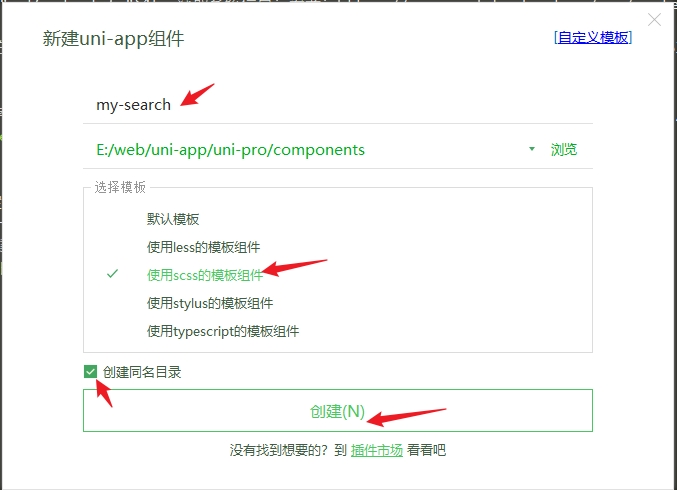 新建uni-app组件
[自定义模板]
my-search
E:/web/uni-app/uni-pro/components
浏览
选择模板
默认模板
使用less的模板组件
使用scss的模板组件
使用stylus的模板组件
使用typescript的模板组件
创建同名目录
创建(N)
没有找到想要的？到 插件市场 看看吧